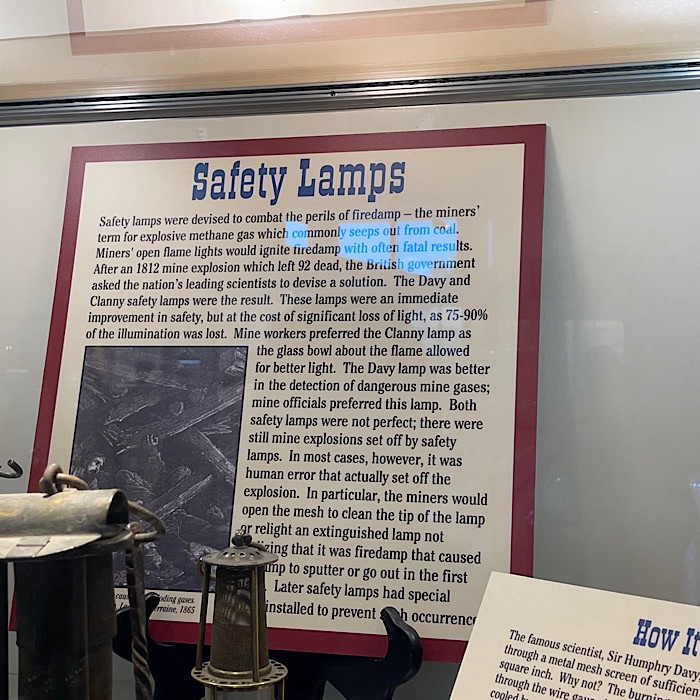 Safety Lamps
Safety lamps were devised to combat the perils of firedamp – the miners'
term for explosive methane gas which commonly seeps out from coal.
Miners' open flame lights would ignite firedamp with often fatal results.
After an 1812 mine explosion which left 92 dead, the British government
asked the nation's leading scientists to devise a solution. The Davy and
Clanny safety lamps were the result. These lamps were an immediate
improvement in safety, but at the cost of significant loss of light, as 75-90%
of the illumination was lost. Mine workers preferred the Clanny lamp as
the glass bowl about the flame allowed
for better light. The Davy lamp was better
in the detection of dangerous mine gases;
mine officials preferred this lamp. Both
safety lamps were not perfect; there were
still mine explosions set off by safety
lamps. In most cases, however, it was
human error that actually set off the
explosion. In particular, the miners would
open the mesh to clean the tip of the lamp
or relight an extinguished lamp not
that it was firedamp that caused
to sputter or go out in the first
Later safety lamps had special
installed to prevent occurrence
gases.
1865
How It
The famous scientist, Sir Humphry Davy
through a metal mesh screen of
square inch. Why not? The burning
through the wire
cooled